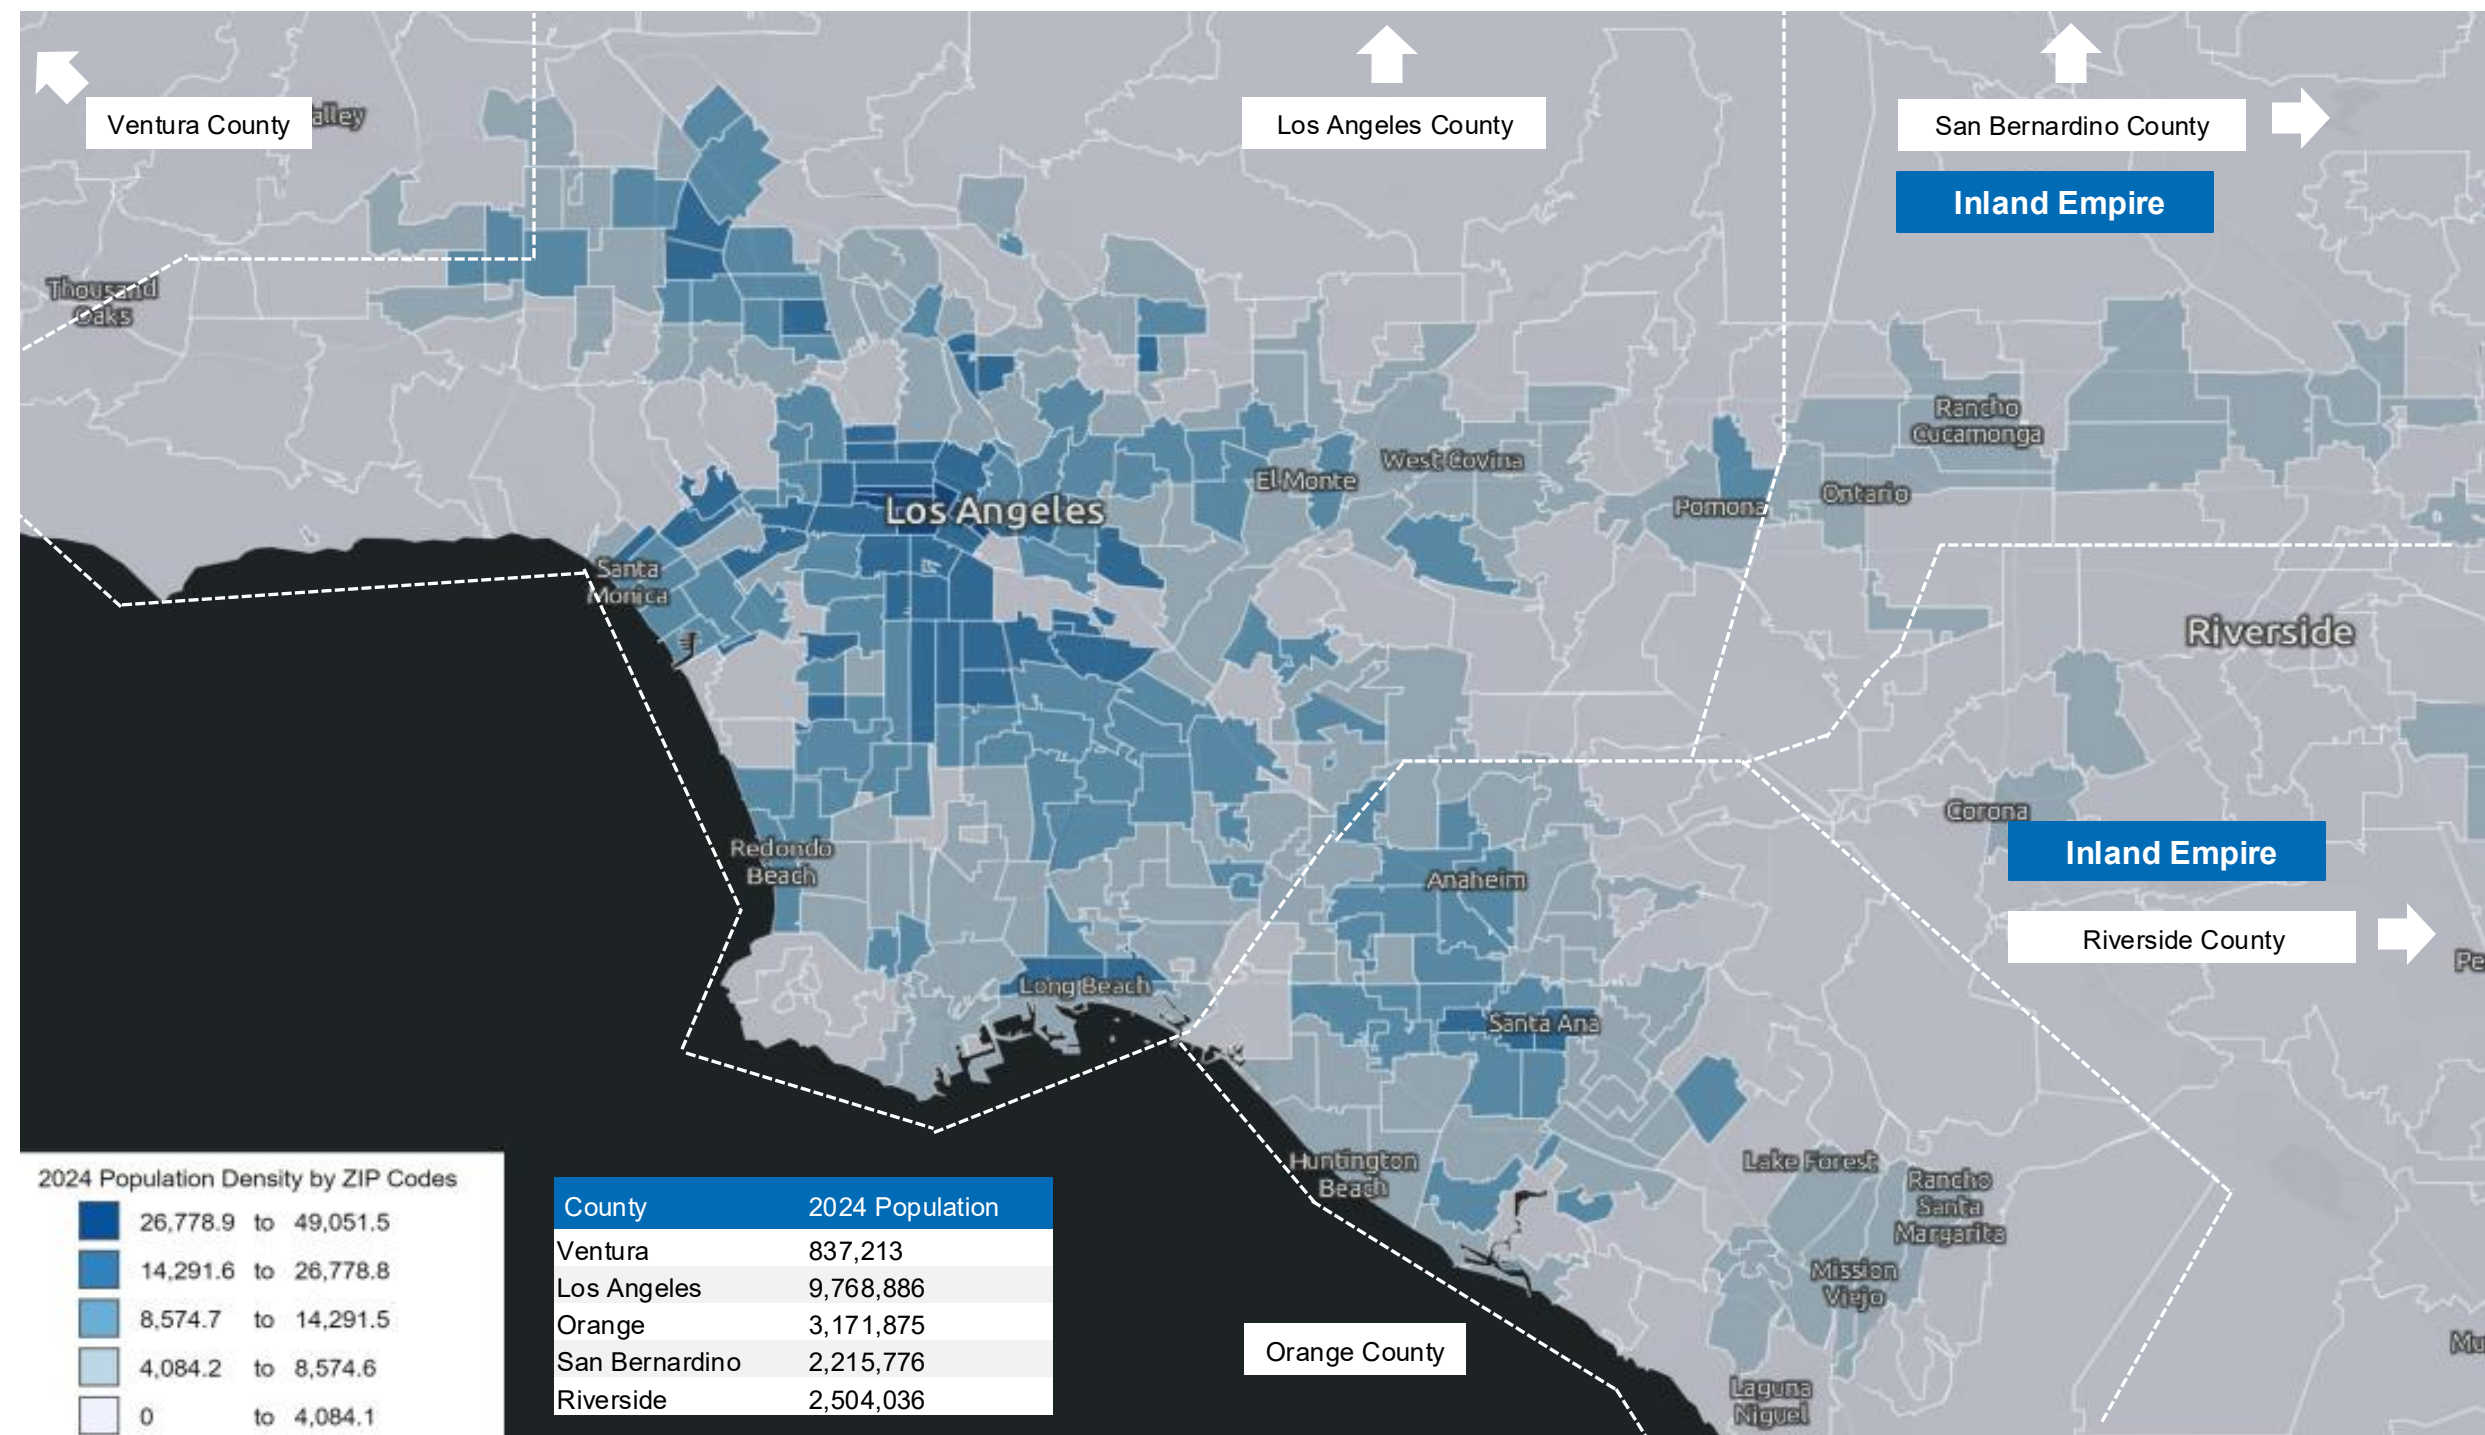 Ventura County
alley
Los Angeles County
San Bernardino County
Inland Empire
Thousand
Oaks
Rancho
Cucamonga
West Covina
El Monte
Ontario
Pomona
Los Angeles
Santa
Monica
Riverside
Corona
Redondo
Beach
Inland Empire
Anaheim
Riverside County
Pe
Long Beach
Santa Ana
Huntington
Beach
Lake Forest
Rancho
Santa
Margarita
Mission
Viejo
Orange County
Mu
Laguna
Niguel
2024 Population Density by ZIP Codes
26,778.9 to 49,051.5
14,291.6 to 26,778.8
8,574.7 to 14,291.5
4,084.2 to 8,574.6
0 to 4,084.1
County 2024 Population
Ventura 837,213
Los Angeles 9,768,886
Orange 3,171,875
San Bernardino 2,215,776
Riverside 2,504,036